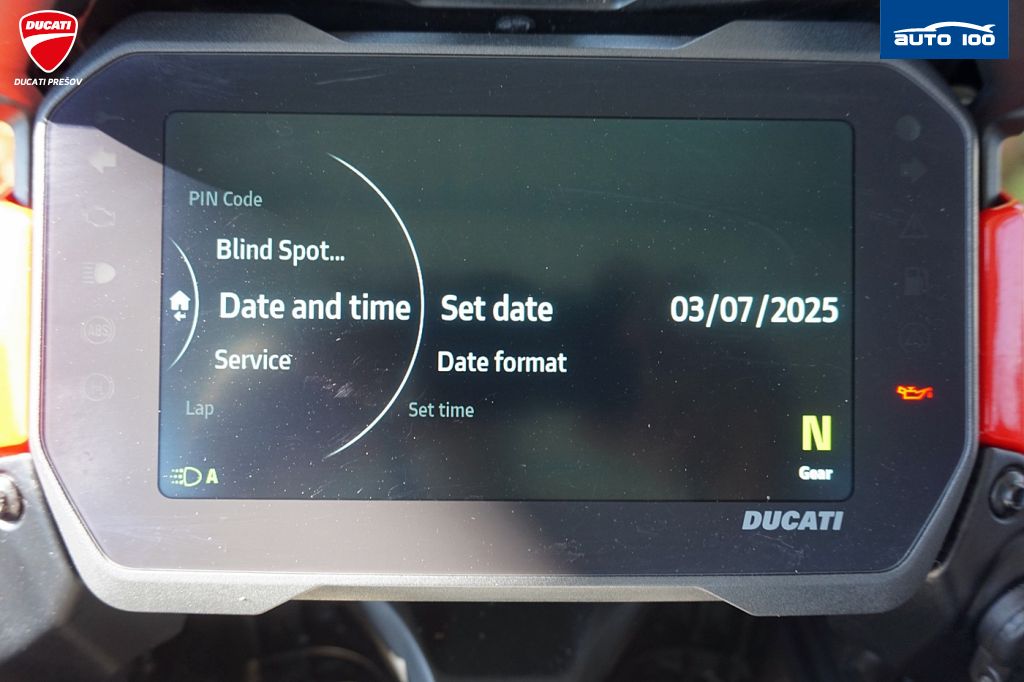 DUCATI
DUCATI PREŠOV
AUTO 100
PIN Code
Blind Spot...
Date and time
Set date
03/07/2025
Service
Date format
Lap
Set time
N
Gear
A
ABS
H
DUCATI